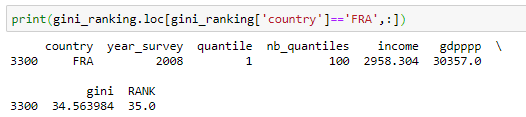 print(gini_ranking.loc[gini_ranking['country']=='FRA',:])
country year_survey quantile nb_quantiles income gdpppp \
3300 FRA 2008 1 100 2958.304 30357.0
gini RANK
3300 34.563984 35.0